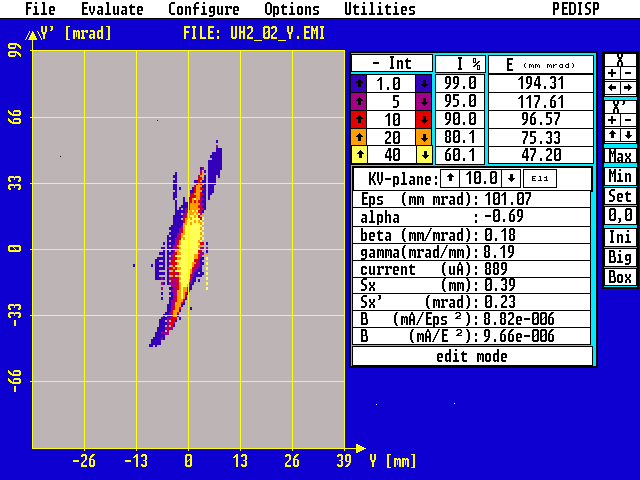 File Evaluate Configure Options Utilities PEDISP
Y' [mrad] FILE: UH2_02_Y.EMI
99
66
33
0
-33
-66
-26 -13 0 13 26 39 Y [mm]
- Int I % E (mm mrad)
1.0 99.0 194.31
5 95.0 117.61
10 90.0 96.57
20 80.1 75.33
40 60.1 47.20
KV-plane: 10.0 Ell
Eps (mm mrad): 101.07
alpha : -0.69
beta (mm/mrad): 0.18
gamma(mrad/mm): 8.19
current (uA): 889
Sx (mm): 0.39
Sx' (mrad): 0.23
B (mA/Eps ²): 8.82e-006
B (mA/E ²): 9.66e-006
edit mode
X
+ -
X'
+ -
Max
Min
Set
0,0
Ini
Big
Box